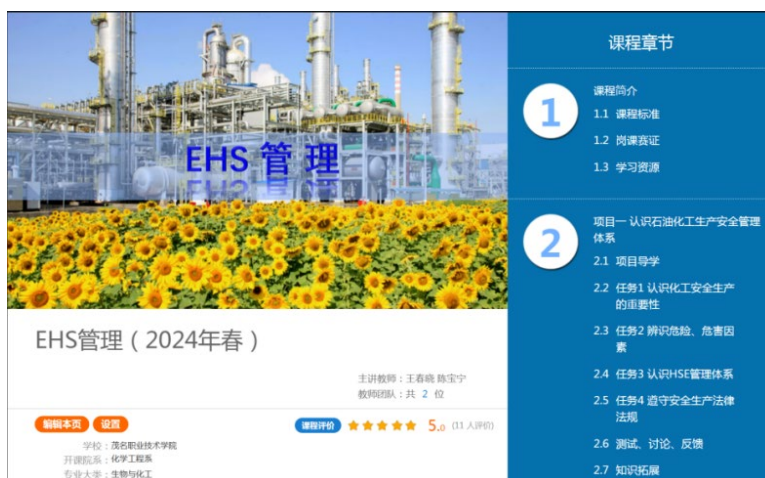 EHS 管 理
EHS管理（2024年春）
主讲教师：王春晓 陈宝宁
教师团队：共 2 位
编辑本页 设置
课程评价 5.0 (11 人评价)
学校：茂名职业技术学院
开课院系：化学工程系
专业大类：生物与化工
课程章节
1
课程简介
1.1 课程标准
1.2 岗课赛证
1.3 学习资源
2
项目一 认识石油化工生产安全管理
体系
2.1 项目导学
2.2 任务1 认识化工安全生产
的重要性
2.3 任务2 辨识危险、危害因
素
2.4 任务3 认识HSE管理体系
2.5 任务4 遵守安全生产法律
法规
2.6 测试、讨论、反馈
2.7 知识拓展